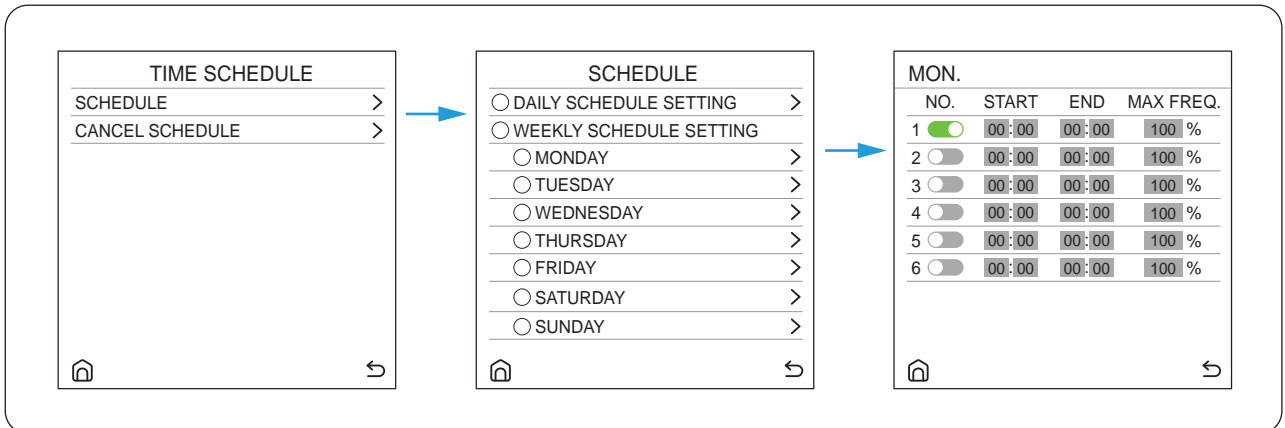 TIME SCHEDULE
SCHEDULE
CANCEL SCHEDULE
SCHEDULE
DAILY SCHEDULE SETTING
WEEKLY SCHEDULE SETTING
MONDAY
TUESDAY
WEDNESDAY
THURSDAY
FRIDAY
SATURDAY
SUNDAY
MON.
NO. START END MAX FREQ.
1 00:00 00:00 100 %
2 00:00 00:00 100 %
3 00:00 00:00 100 %
4 00:00 00:00 100 %
5 00:00 00:00 100 %
6 00:00 00:00 100 %